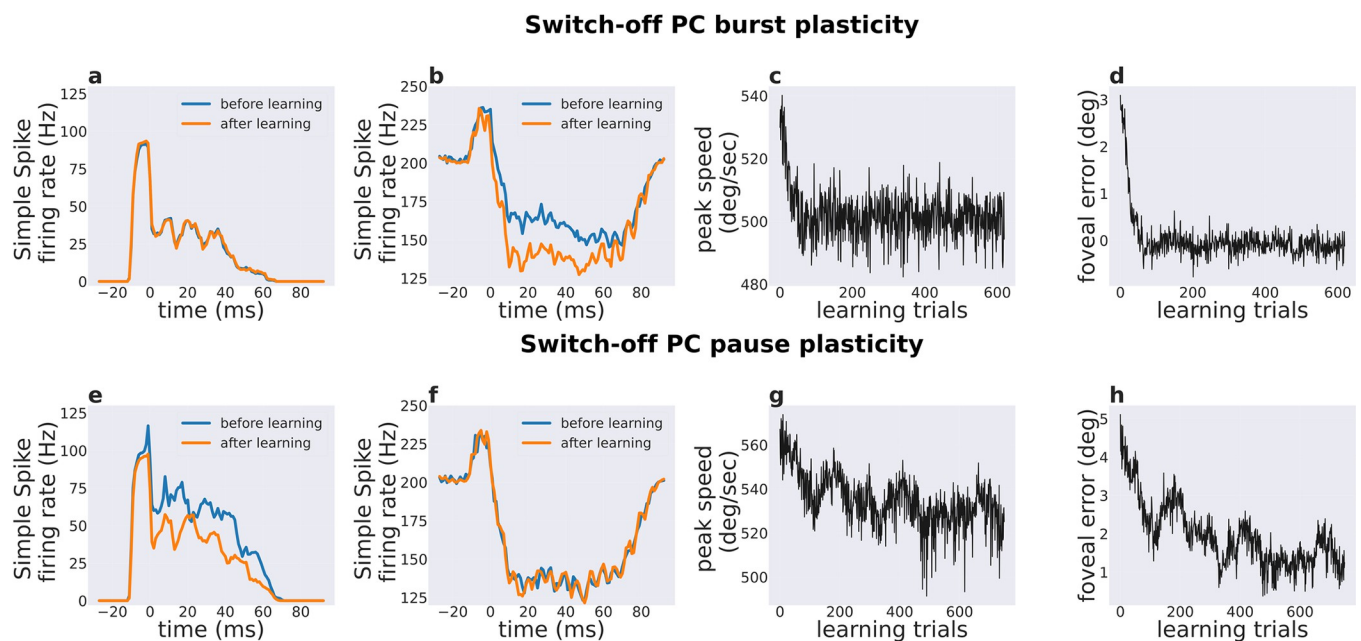 Switch-off PC burst plasticity
a
b
c
d
Simple Spike
firing rate (Hz)
125
100
75
50
25
0
before learning
after learning
−20 0 20 40 60 80
time (ms)
Simple Spike
firing rate (Hz)
250
225
200
175
150
125
before learning
after learning
−20 0 20 40 60 80
time (ms)
peak speed
(deg/sec)
540
520
500
480
0 200 400 600
learning trials
foveal error (deg)
3
2
1
0
0 200 400 600
learning trials
Switch-off PC pause plasticity
e
f
g
h
Simple Spike
firing rate (Hz)
125
100
75
50
25
0
before learning
after learning
−20 0 20 40 60 80
time (ms)
Simple Spike
firing rate (Hz)
250
225
200
175
150
125
before learning
after learning
−20 0 20 40 60 80
time (ms)
peak speed
(deg/sec)
560
540
520
500
0 200 400 600
learning trials
foveal error (deg)
5
4
3
2
1
0 200 400 600
learning trials